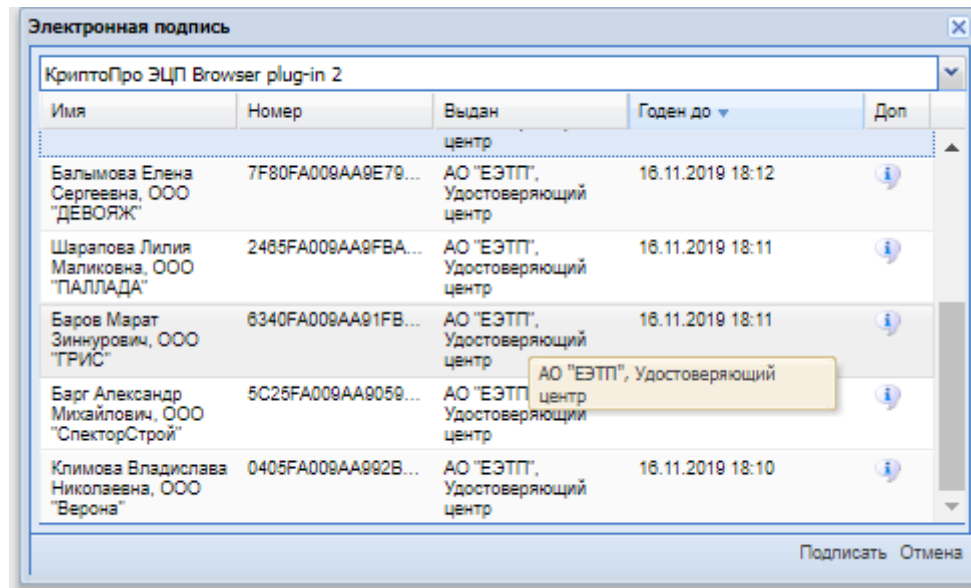 Электронная подпись
КриптоПро ЭЦП Browser plug-in 2
Имя Номер Выдан Годен до Доп
центр
Балымова Елена 7F80FA009AA9E79... АО "ЕЭТП", 16.11.2019 18:12
Сергеевна, ООО Удостоверяющий
"ДЕВОЯЖ" центр
Шарапова Лилия 2465FA009AA9FBA... АО "ЕЭТП", 16.11.2019 18:11
Маликовна, ООО Удостоверяющий
"ПАЛЛАДА" центр
Баров Марат 6340FA009AA91FB... АО "ЕЭТП", 16.11.2019 18:11
Зиннурович, ООО Удостоверяющий
"ГРИС" центр
АО "ЕЭТП", Удостоверяющий
центр
Барг Александр 5C25FA009AA9059... АО "ЕЭТП
Михайлович, ООО Удостоверяющий
"СпекторСтрой" центр
Климова Владислава 0405FA009AA992B... АО "ЕЭТП", 16.11.2019 18:10
Николаевна, ООО Удостоверяющий
"Верона" центр
Подписать Отмена